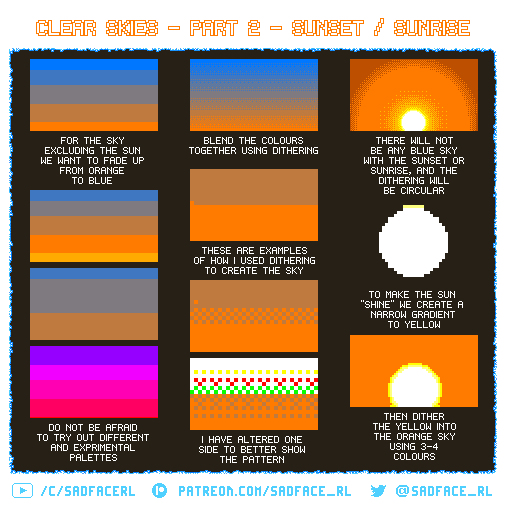 CLEAR SKIES - PART 2 - SUNSET / SUNRISE
FOR THE SKY
EXCLUDING THE SUN
WE WANT TO FADE UP
FROM ORANGE
TO BLUE
DO NOT BE AFRAID
TO TRY OUT DIFFERENT
AND EXPRIMENTAL
PALETTES
BLEND THE COLOURS
TOGETHER USING DITHERING
THESE ARE EXAMPLES
OF HOW I USED DITHERING
TO CREATE THE SKY
I HAVE ALTERED ONE
SIDE TO BETTER SHOW
THE PATTERN
THERE WILL NOT
BE ANY BLUE SKY
WITH THE SUNSET OR
SUNRISE, AND THE
DITHERING WILL
BE CIRCULAR
TO MAKE THE SUN
"SHINE" WE CREATE A
NARROW GRADIENT
TO YELLOW
THEN DITHER
THE YELLOW INTO
THE ORANGE SKY
USING 3-4
COLOURS
/C/SADFACERL
PATREON.COM/SADFACE_RL
@SADFACE_RL